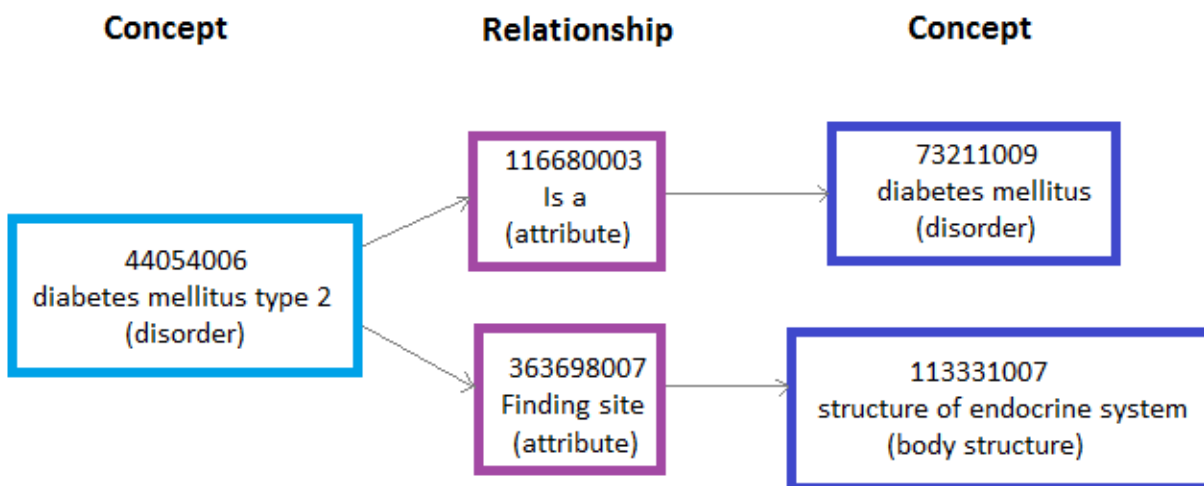 Concept
Relationship
Concept
44054006
diabetes mellitus type 2
(disorder)
116680003
Is a
(attribute)
73211009
diabetes mellitus
(disorder)
363698007
Finding site
(attribute)
113331007
structure of endocrine system
(body structure)